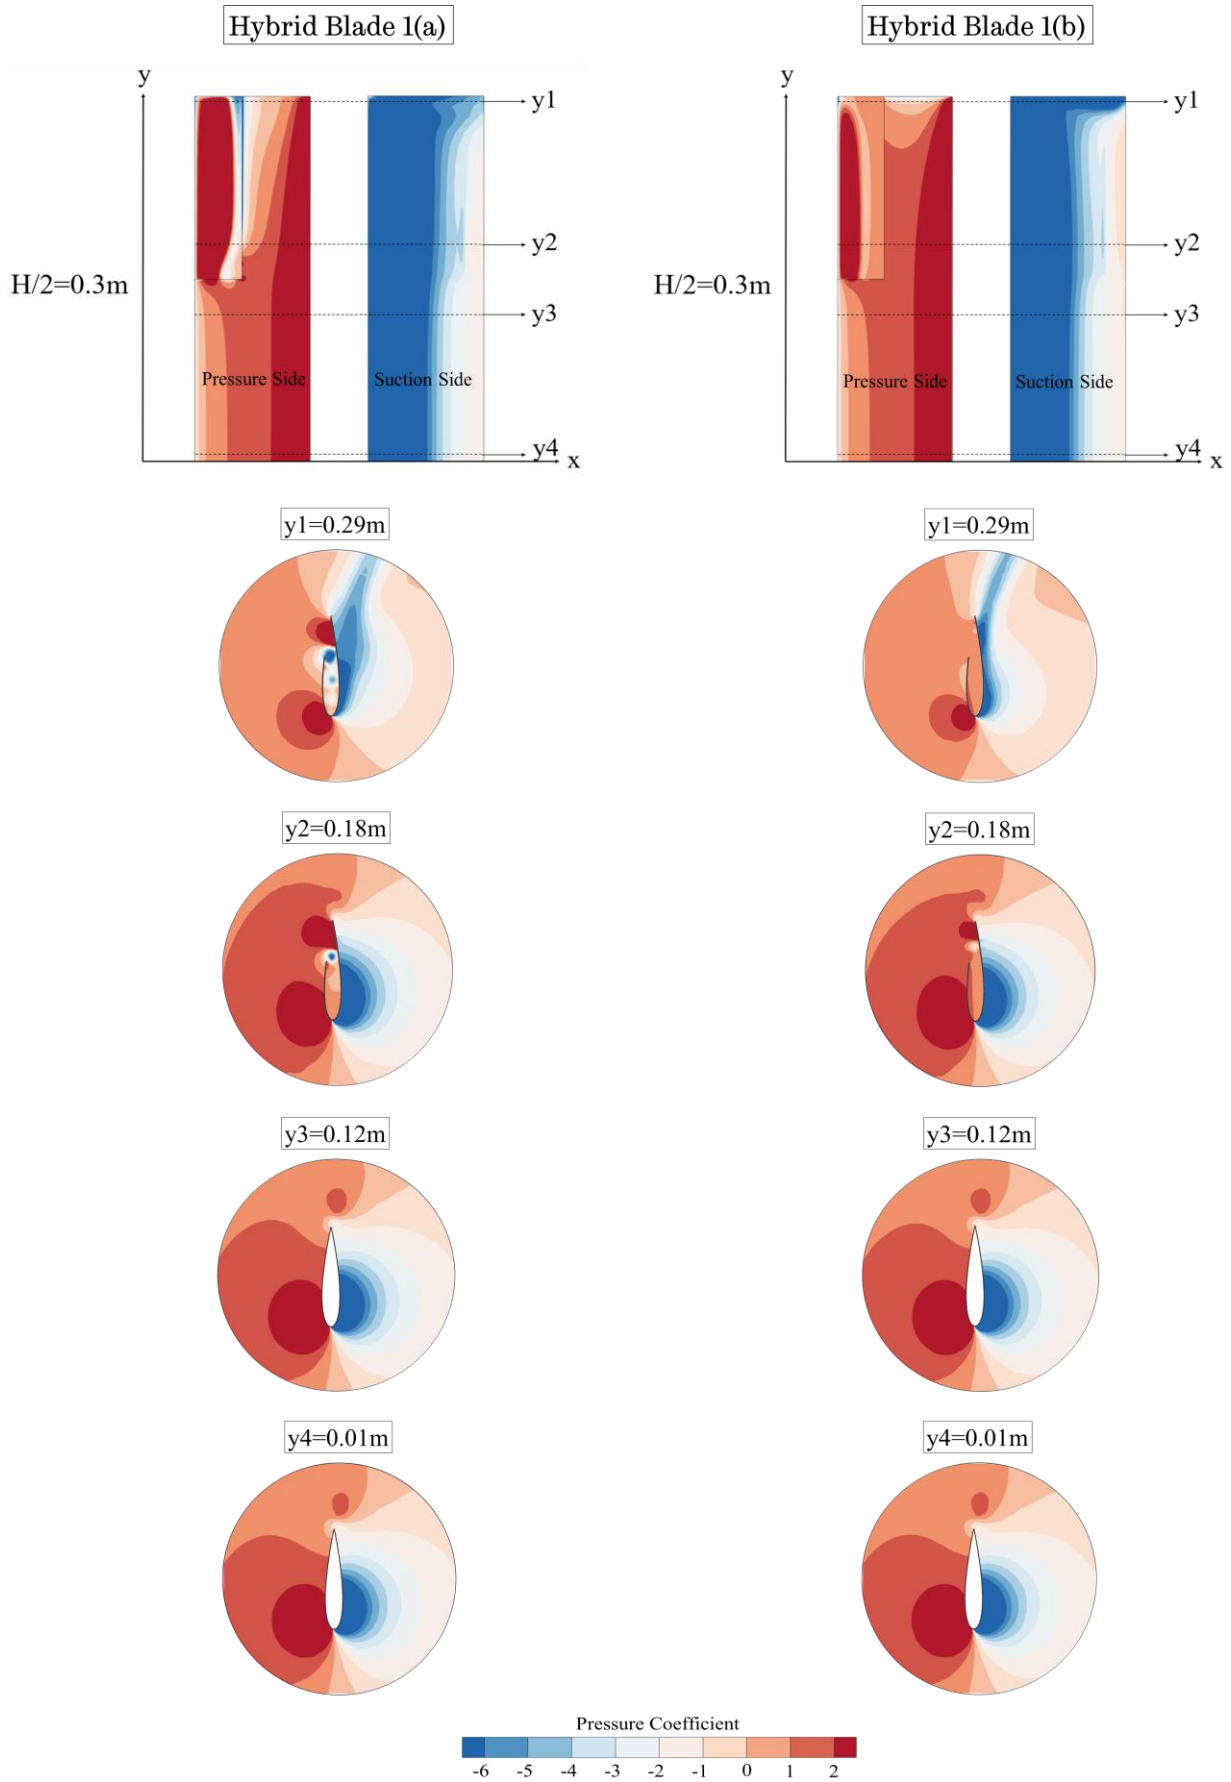 Hybrid Blade 1(a)
Hybrid Blade 1(b)
y
y1
y2
H/2=0.3m
y3
Pressure Side
Suction Side
y4
x
y
y1
y2
H/2=0.3m
y3
Pressure Side
Suction Side
y4
x
y1=0.29m
y1=0.29m
y2=0.18m
y2=0.18m
y3=0.12m
y3=0.12m
y4=0.01m
y4=0.01m
Pressure Coefficient
-6 -5 -4 -3 -2 -1 0 1 2